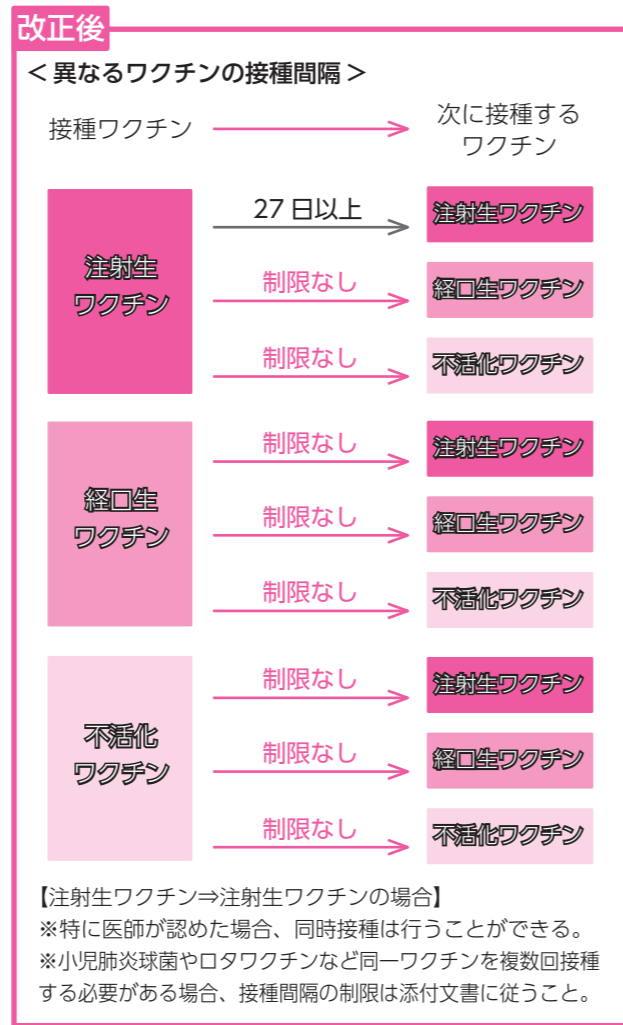 改正後
＜異なるワクチンの接種間隔＞
接種ワクチン
次に接種する
ワクチン
注射生
ワクチン
27日以上
注射生ワクチン
制限なし
経口生ワクチン
制限なし
不活化ワクチン
経口生
ワクチン
制限なし
注射生ワクチン
制限なし
経口生ワクチン
制限なし
不活化ワクチン
不活化
ワクチン
制限なし
注射生ワクチン
制限なし
経口生ワクチン
制限なし
不活化ワクチン
【注射生ワクチン⇒注射生ワクチンの場合】
※特に医師が認めた場合、同時接種は行うことができる。
※小児肺炎球菌やロタワクチンなど同一ワクチンを複数回接種
する必要がある場合、接種間隔の制限は添付文書に従うこと。